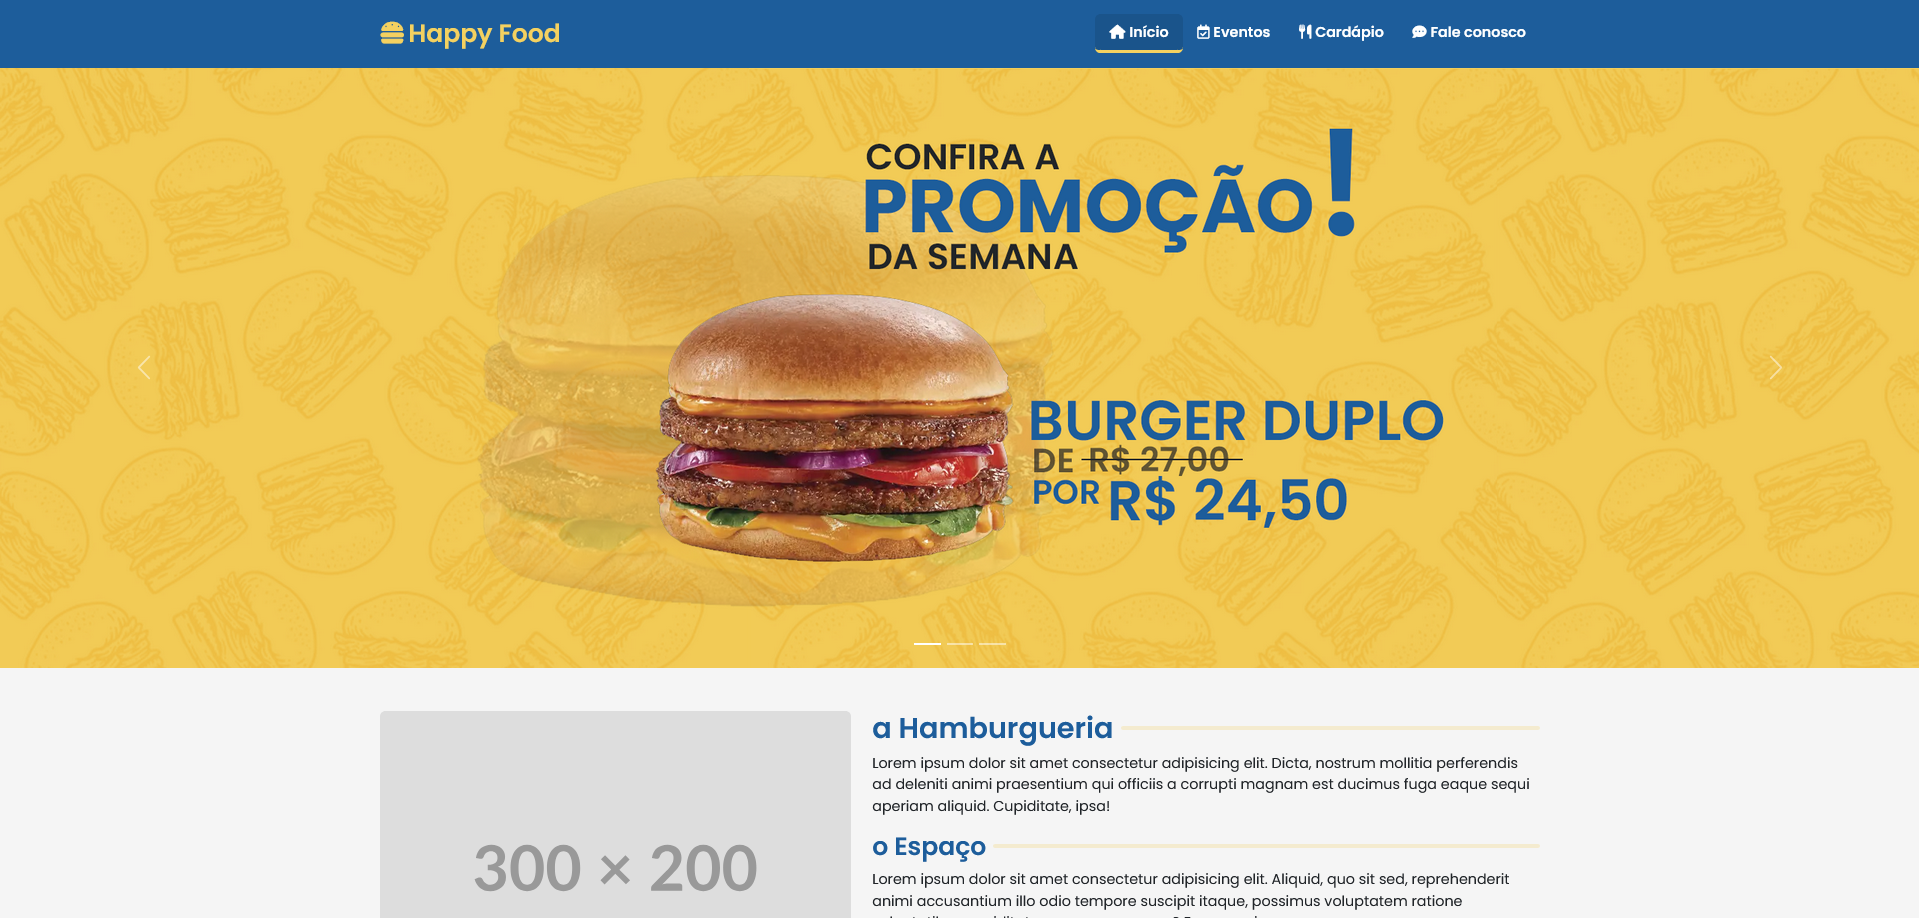 Happy Food
Início Eventos Cardápio Fale conosco
CONFIRA A
PROMOÇÃO!
DA SEMANA
BURGER DUPLO
DE R$ 27,00
POR R$ 24,50
300 × 200
a Hamburgueria
Lorem ipsum dolor sit amet consectetur adipisicing elit. Dicta, nostrum mollitia perferendis
ad deleniti animi praesentium qui officiis a corrupti magnam est ducimus fuga eaque sequi
aperiam aliquid. Cupiditate, ipsa!
o Espaço
Lorem ipsum dolor sit amet consectetur adipisicing elit. Aliquid, quo sit sed, reprehenderit
animi accusantium illo odio tempore suscipit itaque, possimus voluptatem ratione